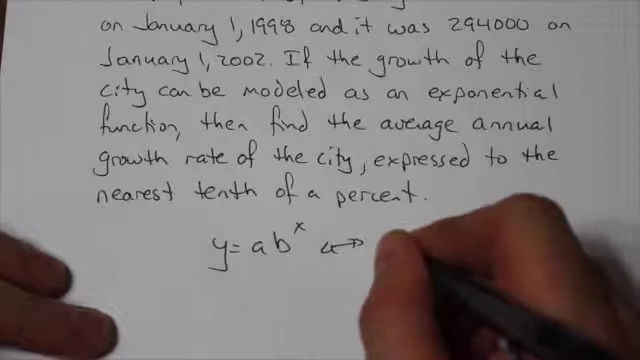 on January 1, 1998 and it was 294000 on
January 1, 2002. If the growth of the
city can be modeled as an exponential
function, then find the average annual
growth rate of the city, expressed to the
nearest tenth of a percent.
y = ab^x ↔